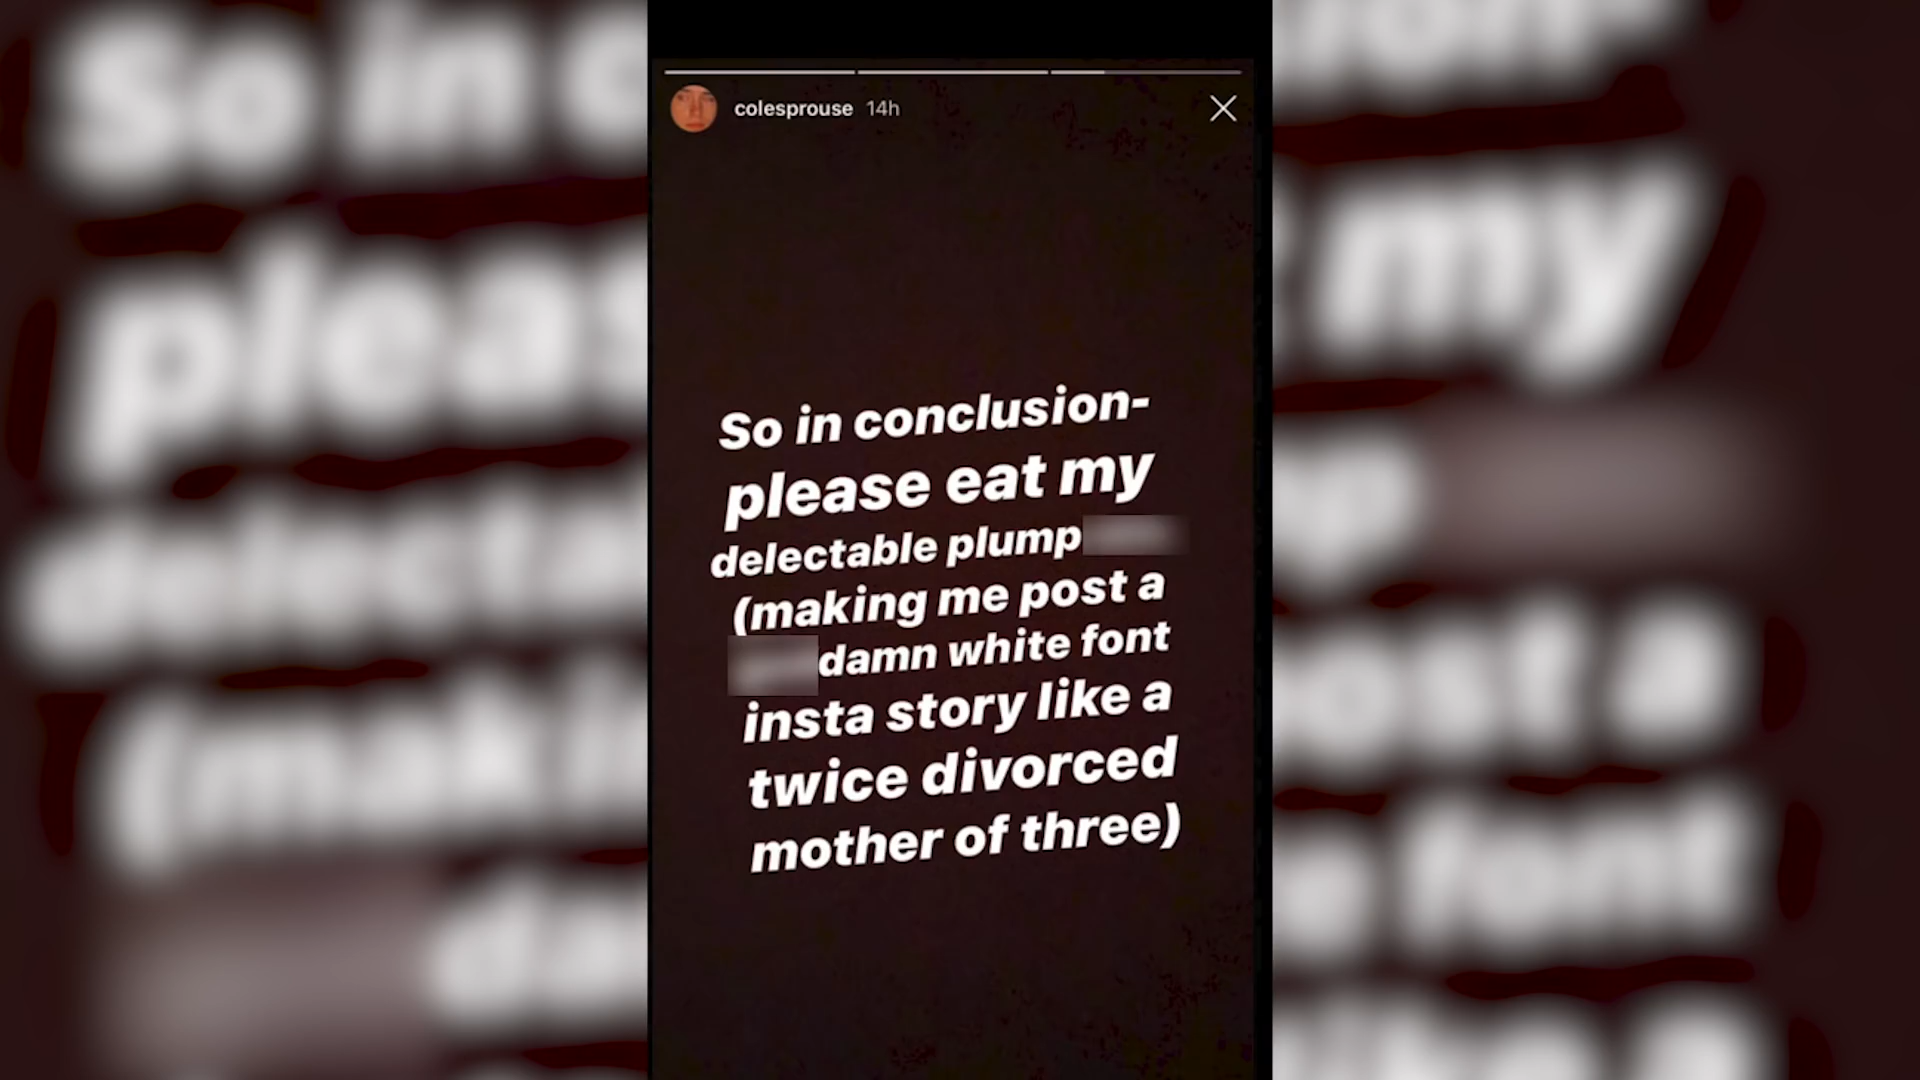 colesprouse 14h
So in conclusion-
please eat my
delectable plump
(making me post a
damn white font
insta story like a
twice divorced
mother of three)